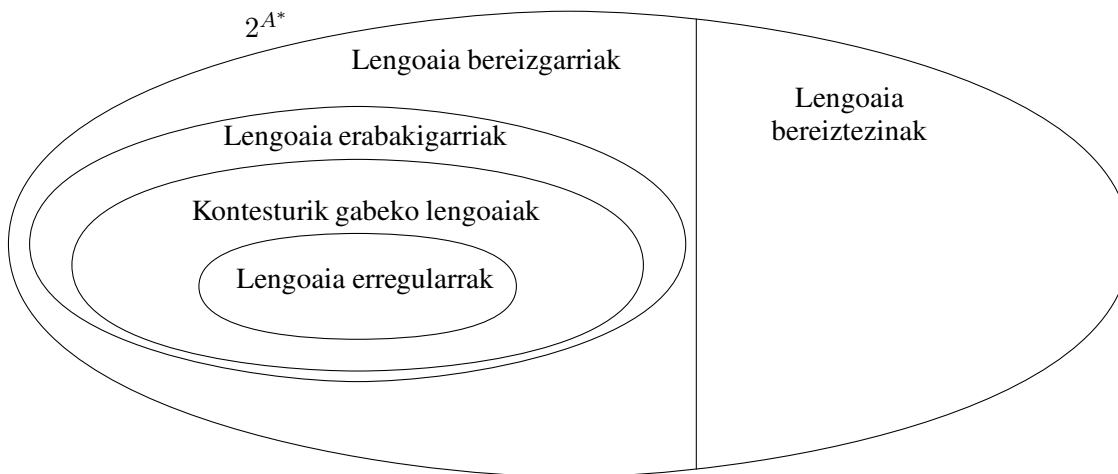 $2^{A^*}$
Lengoaia bereizgarriak
Lengoaia
bereiztezinak
Lengoaia erabakigarriak
Kontesturik gabeko lengoaiak
Lengoaia erregularrak